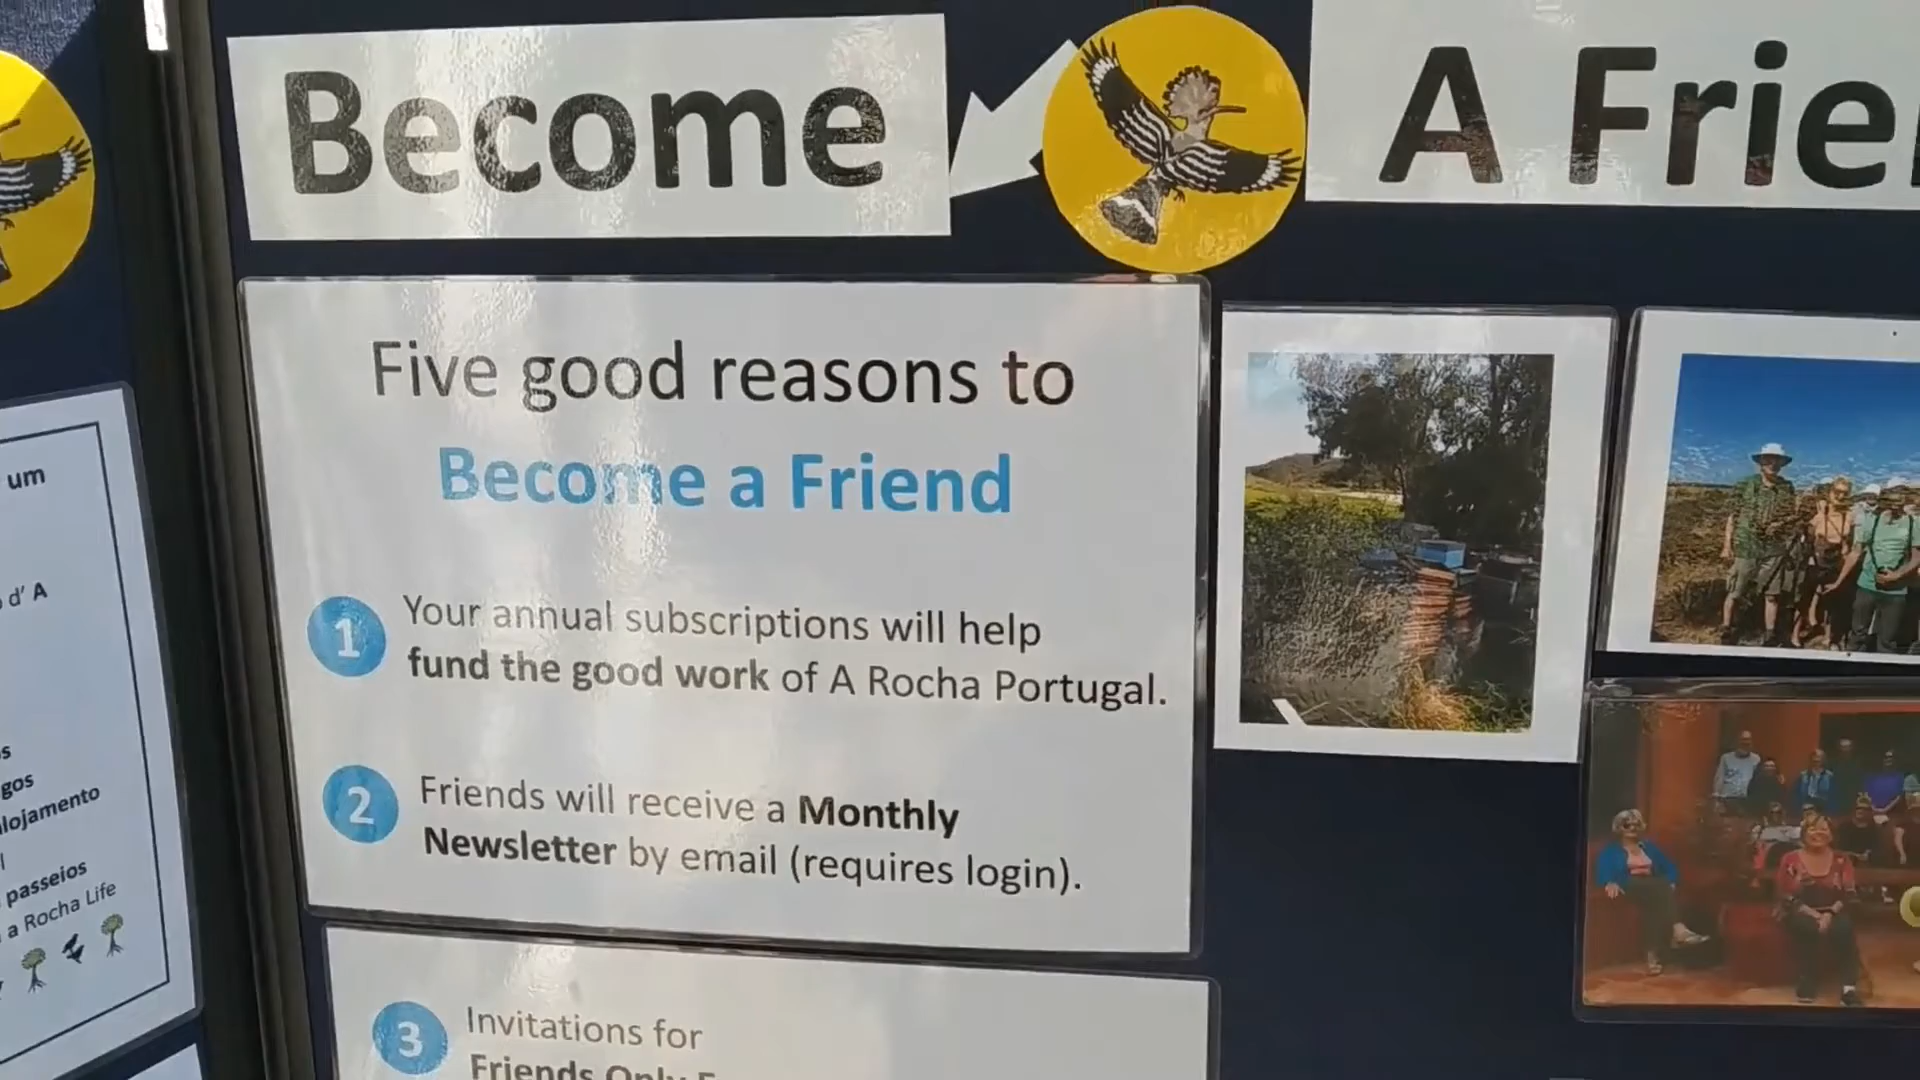 Become
A
um
d' A
gos
passeios
a Rocha Life
Five good reasons to
Become a Friend
1 Your annual subscriptions will help
fund the good work of A Rocha Portugal.
2 Friends will receive a Monthly
Newsletter by email (requires login).
3 Invitations for
Friends Only